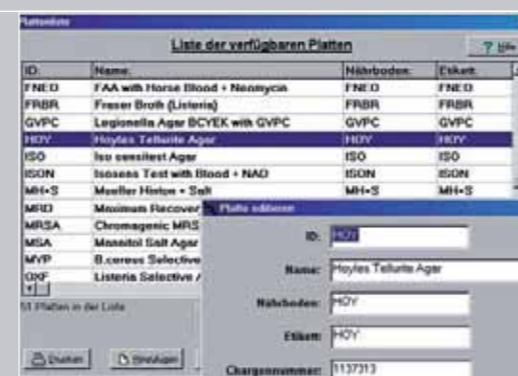 Plattenliste
Liste der verfügbaren Platten
? Hilfe
ID: Name: Nährboden: Etikett:
FNEO FAA with Horse Blood + Neomycin FNEO FNEO
FRBR Fraser Broth (Listeria) FRBR FRBR
GVPC Legionella Agar BCYEK with GVPC GVPC GVPC
HOY Hoyles Tellurite Agar HOY HOY
ISO Iso sensitest Agar ISO ISO
ISON Isosens Test with Blood + NAD ISON ISON
MH+S Mueller Hinton + Salt MH+S MH+S
MRD Maximum Recover
MRSA Chromagenic MRS
MSA Mannitol Salt Agar
MVP B.cereus Selective
OXF Listeria Selective
51 Platten in der Liste
Drucken Hinzufügen
Platte editieren
ID: HOY
Name: Hoyles Tellurite Agar
Nährboden: HOY
Etikett: HOY
Chargennummer: 1137313